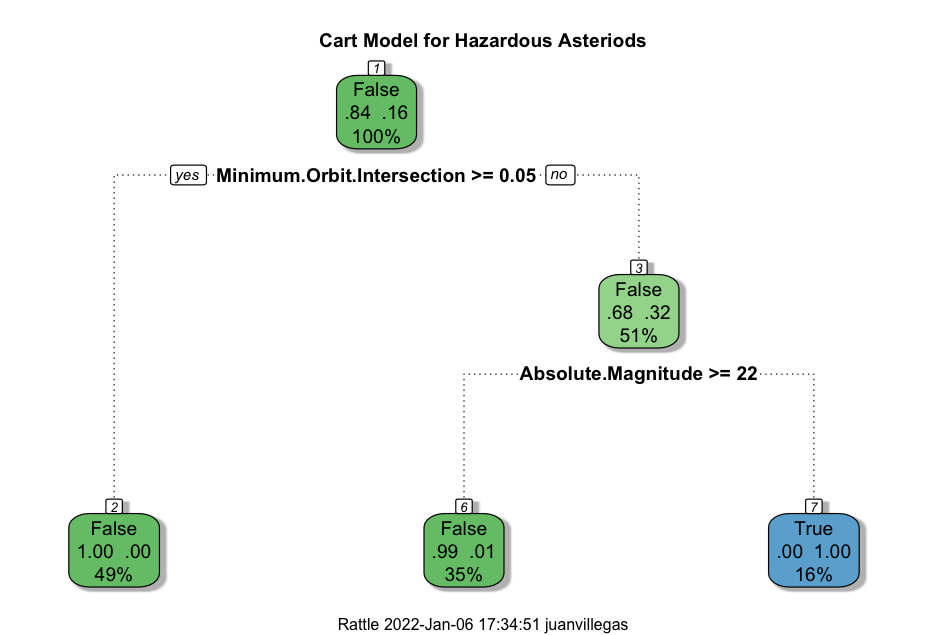 Cart Model for Hazardous Asteriods
1
False
.84 .16
100%
yes Minimum.Orbit.Intersection >= 0.05 no
3
False
.68 .32
51%
Absolute.Magnitude >= 22
2
False
1.00 .00
49%
6
False
.99 .01
35%
7
True
.00 1.00
16%
Rattle 2022-Jan-06 17:34:51 juanvillegas